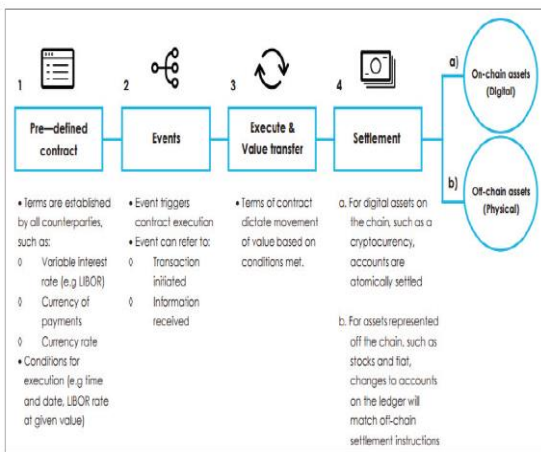 1
2
3
4
a)
On-chain assets
(Digital)
Pre—defined
contract
Events
Execute &
Value transfer
Settlement
b)
Off-chain assets
(Physical)
• Terms are established
by all counterparties,
such as:
◊ Variable interest
rate (e.g LIBOR)
◊ Currency of
payments
◊ Currency rate
• Conditions for
execution (e.g time
and date, LIBOR rate
at given value)
• Event triggers
contract execution
• Event can refer to:
◊ Transaction
initiated
◊ Information
received
• Terms of contract
dictate movement
of value based on
conditions met.
a. For digital assets on
the chain, such as a
cryptocurrency,
accounts are
atomically settled
b. For assets represented
off the chain, such as
stocks and fiat,
changes to accounts
on the ledger will
match off-chain
settlement instructions